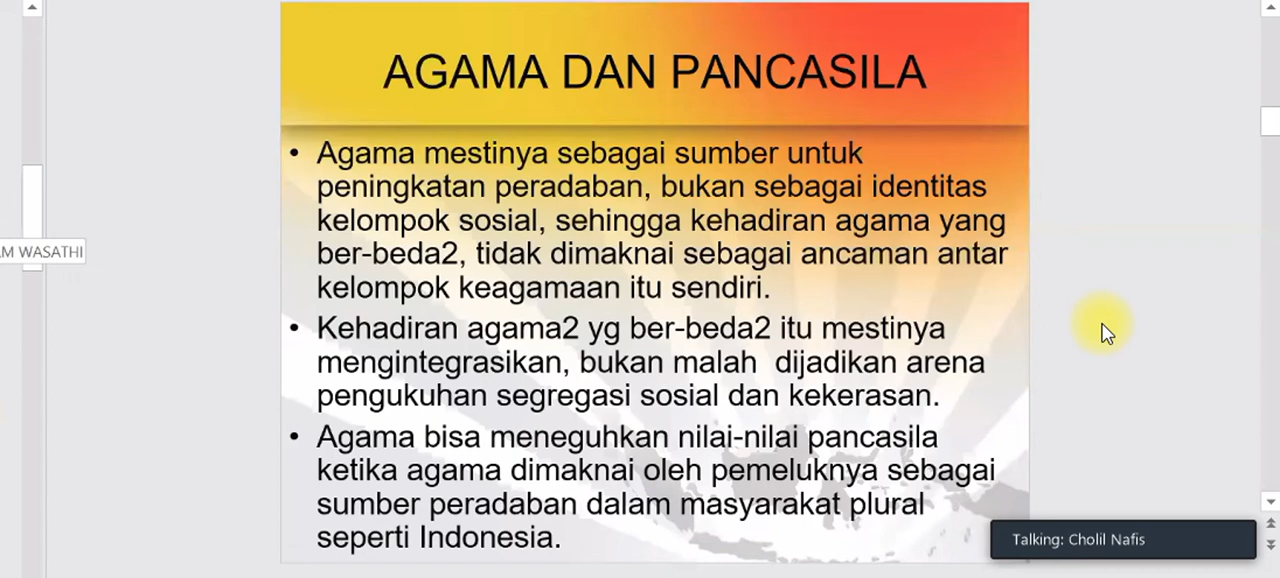 AGAMA DAN PANCASILA
• Agama mestinya sebagai sumber untuk
peningkatan peradaban, bukan sebagai identitas
kelompok sosial, sehingga kehadiran agama yang
ber-beda2, tidak dimaknai sebagai ancaman antar
kelompok keagamaan itu sendiri.
• Kehadiran agama2 yg ber-beda2 itu mestinya
mengintegrasikan, bukan malah dijadikan arena
pengukuhan segregasi sosial dan kekerasan.
• Agama bisa meneguhkan nilai-nilai pancasila
ketika agama dimaknai oleh pemeluknya sebagai
sumber peradaban dalam masyarakat plural
seperti Indonesia.
WASATHI
Talking: Cholil Nafis